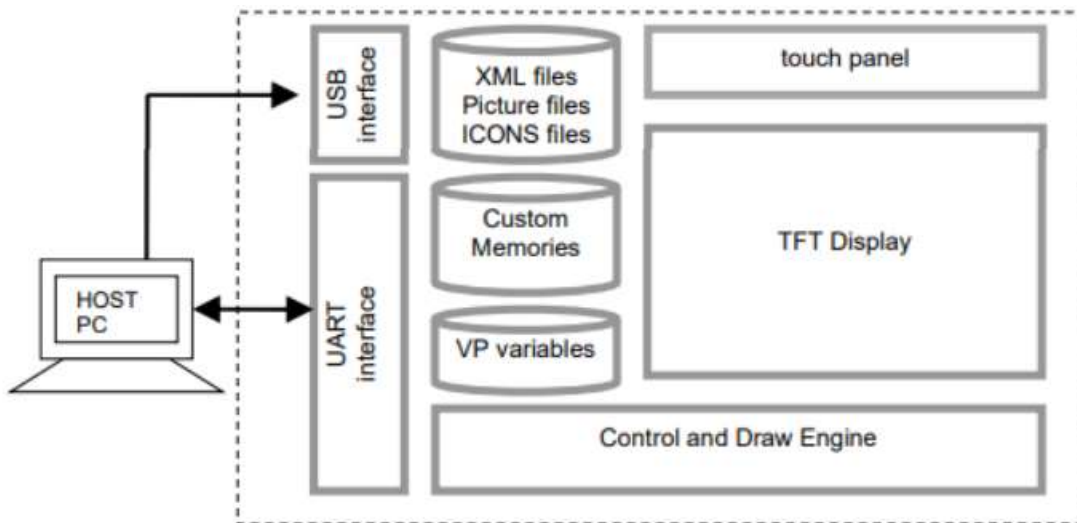 USB
interface
XML files
Picture files
ICONS files
touch panel
Custom
Memories
TFT Display
HOST
PC
UART
interface
VP variables
Control and Draw Engine